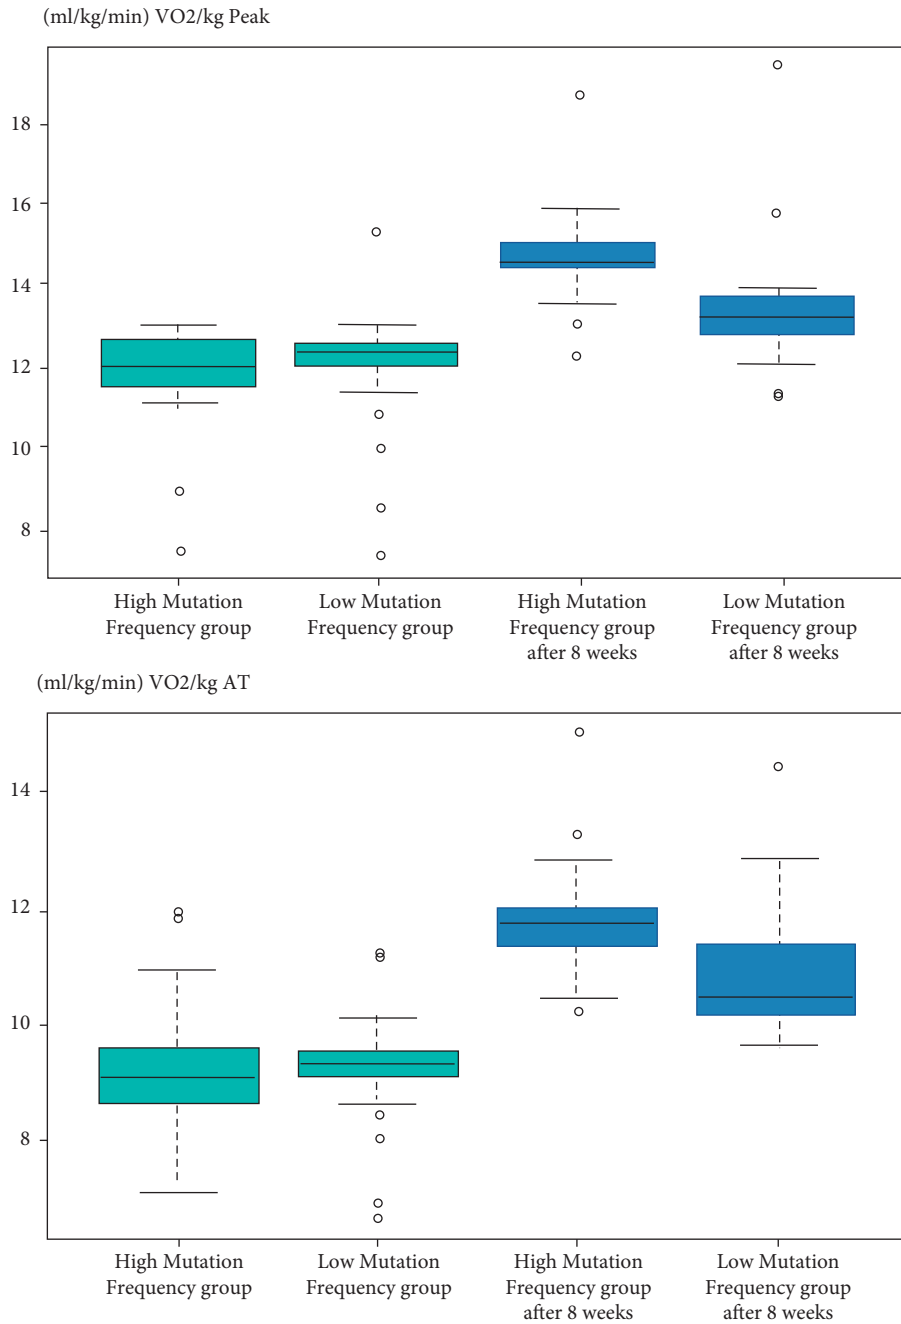 (ml/kg/min) VO2/kg Peak
18
16
14
12
10
8
High Mutation
Frequency group
Low Mutation
Frequency group
High Mutation
Frequency group
after 8 weeks
Low Mutation
Frequency group
after 8 weeks
(ml/kg/min) VO2/kg AT
14
12
10
8
High Mutation
Frequency group
Low Mutation
Frequency group
High Mutation
Frequency group
after 8 weeks
Low Mutation
Frequency group
after 8 weeks